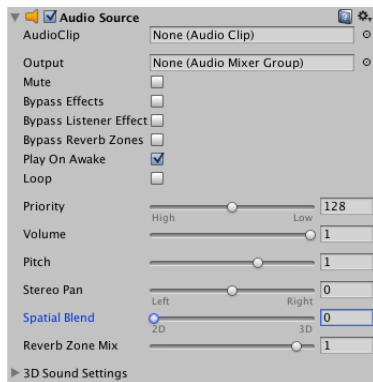 Audio Source
AudioClip None (Audio Clip)
Output None (Audio Mixer Group)
Mute
Bypass Effects
Bypass Listener Effect
Bypass Reverb Zones
Play On Awake
Loop
Priority 128
High Low
Volume 1
Pitch 1
Stereo Pan 0
Left Right
Spatial Blend 0
2D 3D
Reverb Zone Mix 1
3D Sound Settings